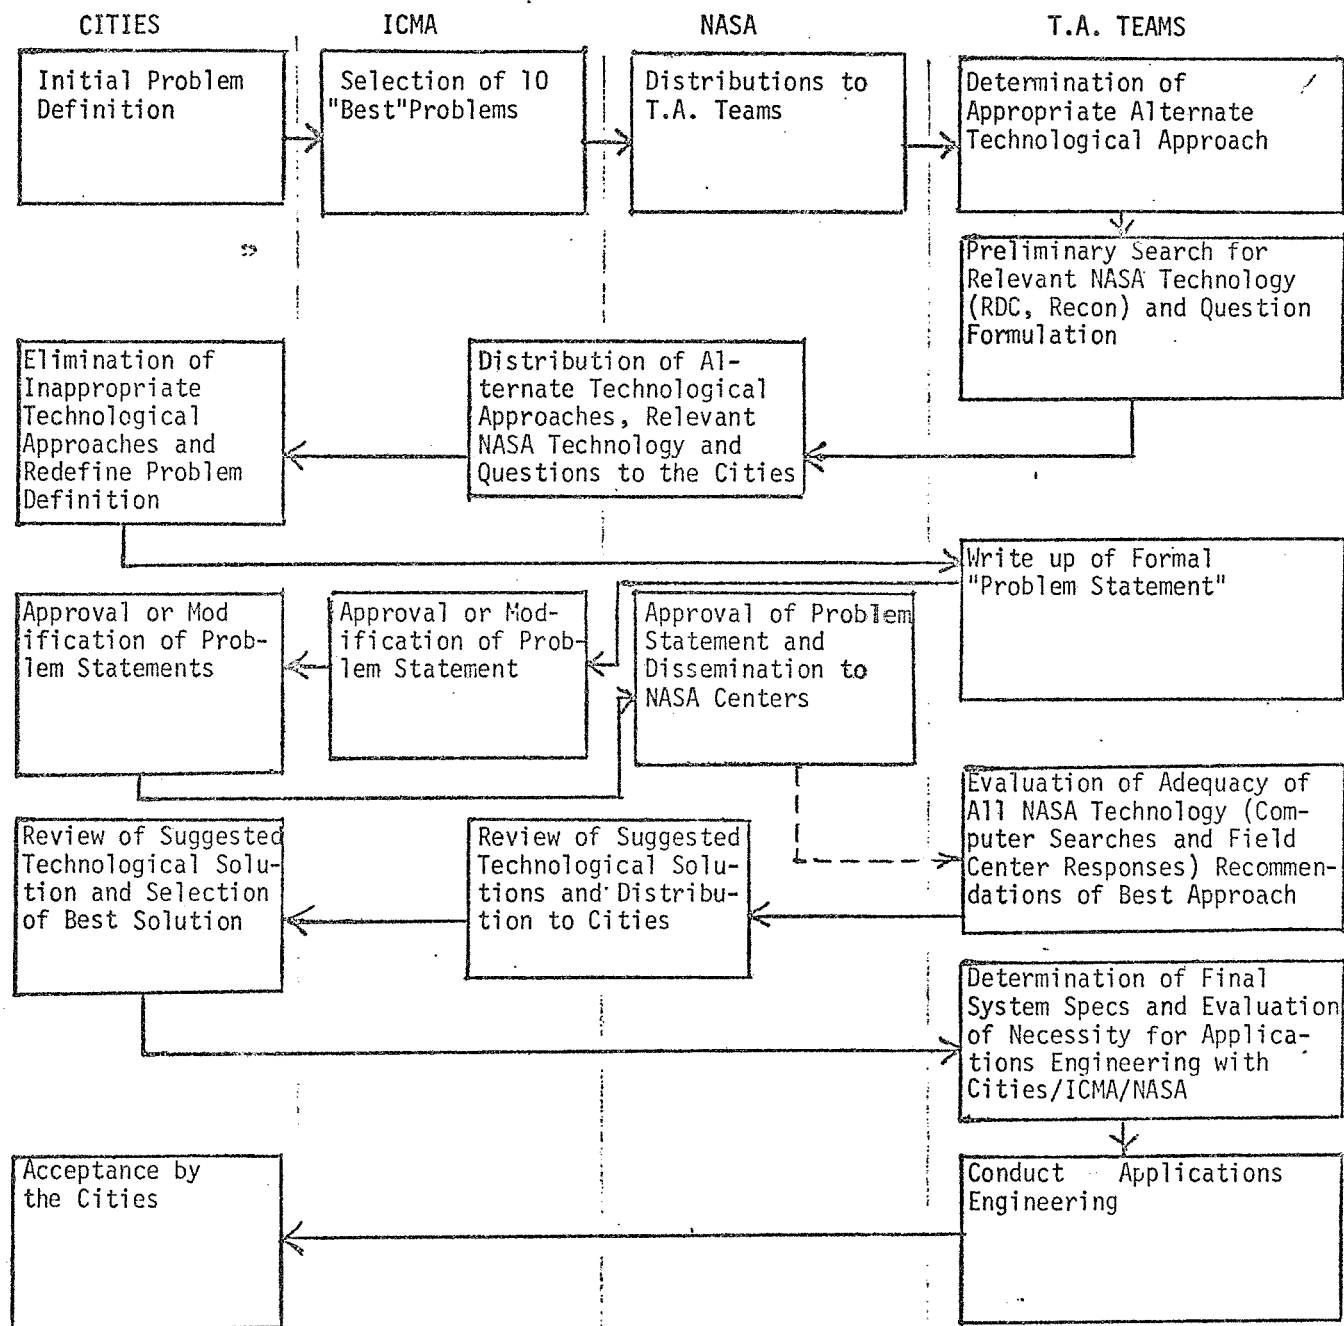 CITIES
ICMA
NASA
T.A. TEAMS
Initial Problem
Definition
Selection of 10
"Best"Problems
Distributions to
T.A. Teams
Determination of
Appropriate Alternate
Technological Approach
Preliminary Search for
Relevant NASA Technology
(RDC, Recon) and Question
Formulation
Elimination of
Inappropriate
Technological
Approaches and
Redefine Problem
Definition
Distribution of Al-
ternate Technological
Approaches, Relevant
NASA Technology and
Questions to the Cities
Write up of Formal
"Problem Statement"
Approval or Mod
ification of Prob-
lem Statements
Approval or Mod-
ification of Prob-
lem Statement
Approval of Problem
Statement and
Dissemination to
NASA Centers
Evaluation of Adequacy of
All NASA Technology (Com-
puter Searches and Field
Center Responses) Recommen-
dations of Best Approach
Review of Suggested
Technological Solu-
tion and Selection
of Best Solution
Review of Suggested
Technological Solu-
tions and Distribu-
tion to Cities
Determination of Final
System Specs and Evaluation
of Necessity for Applica-
tions Engineering with
Cities/ICMA/NASA
Acceptance by
the Cities
Conduct Applications
Engineering